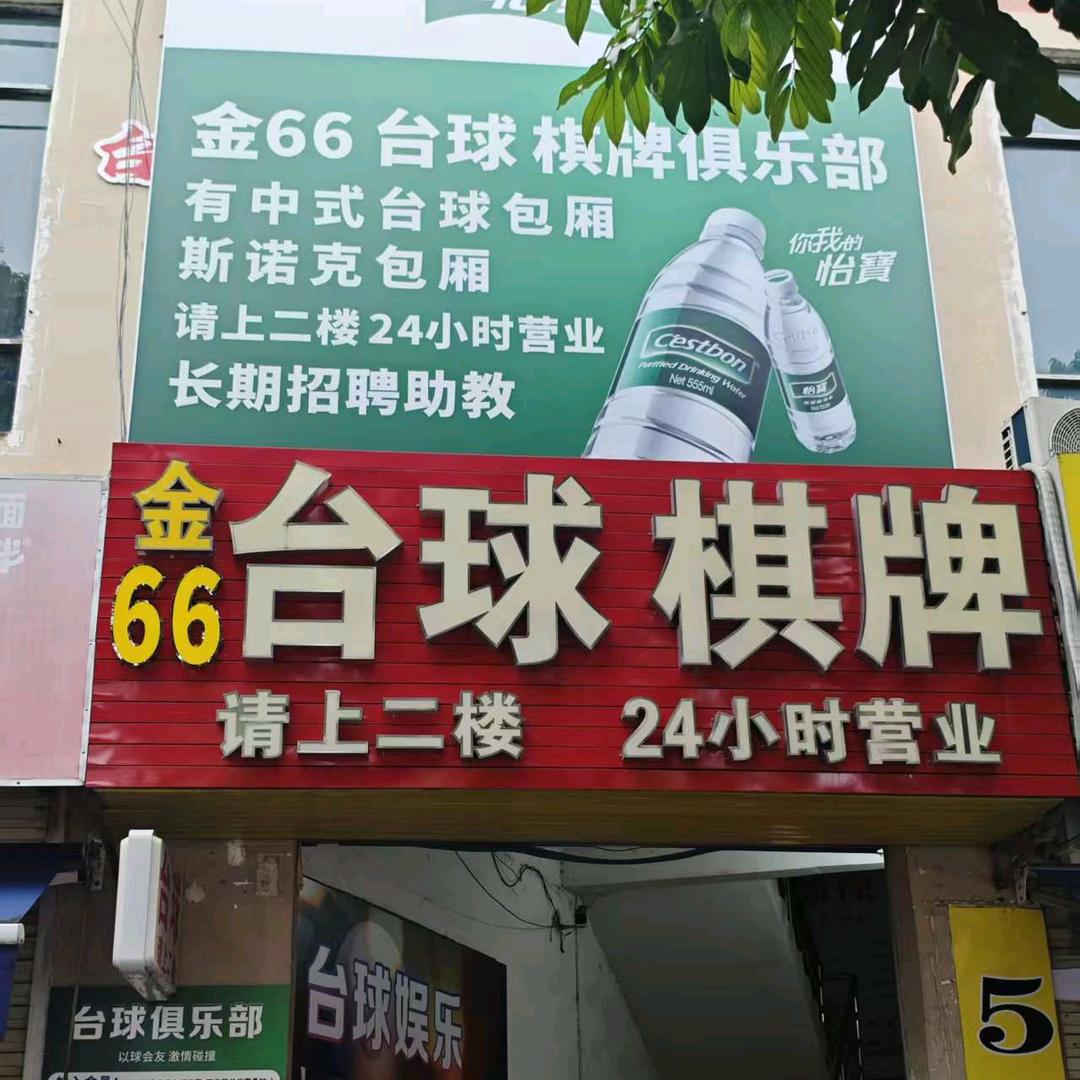 金66 台球 棋牌俱乐部
有中式台球包厢
斯诺克包厢
请上二楼 24小时营业
长期招聘助教
你我的
怡寶
Cestbon
Purified Drinking Water
Net 555ml
Cestbon
怡寶
金
66
台球 棋牌
请上二楼 24小时营业
台球娱乐
台球俱乐部
以球会友 激情碰撞
5